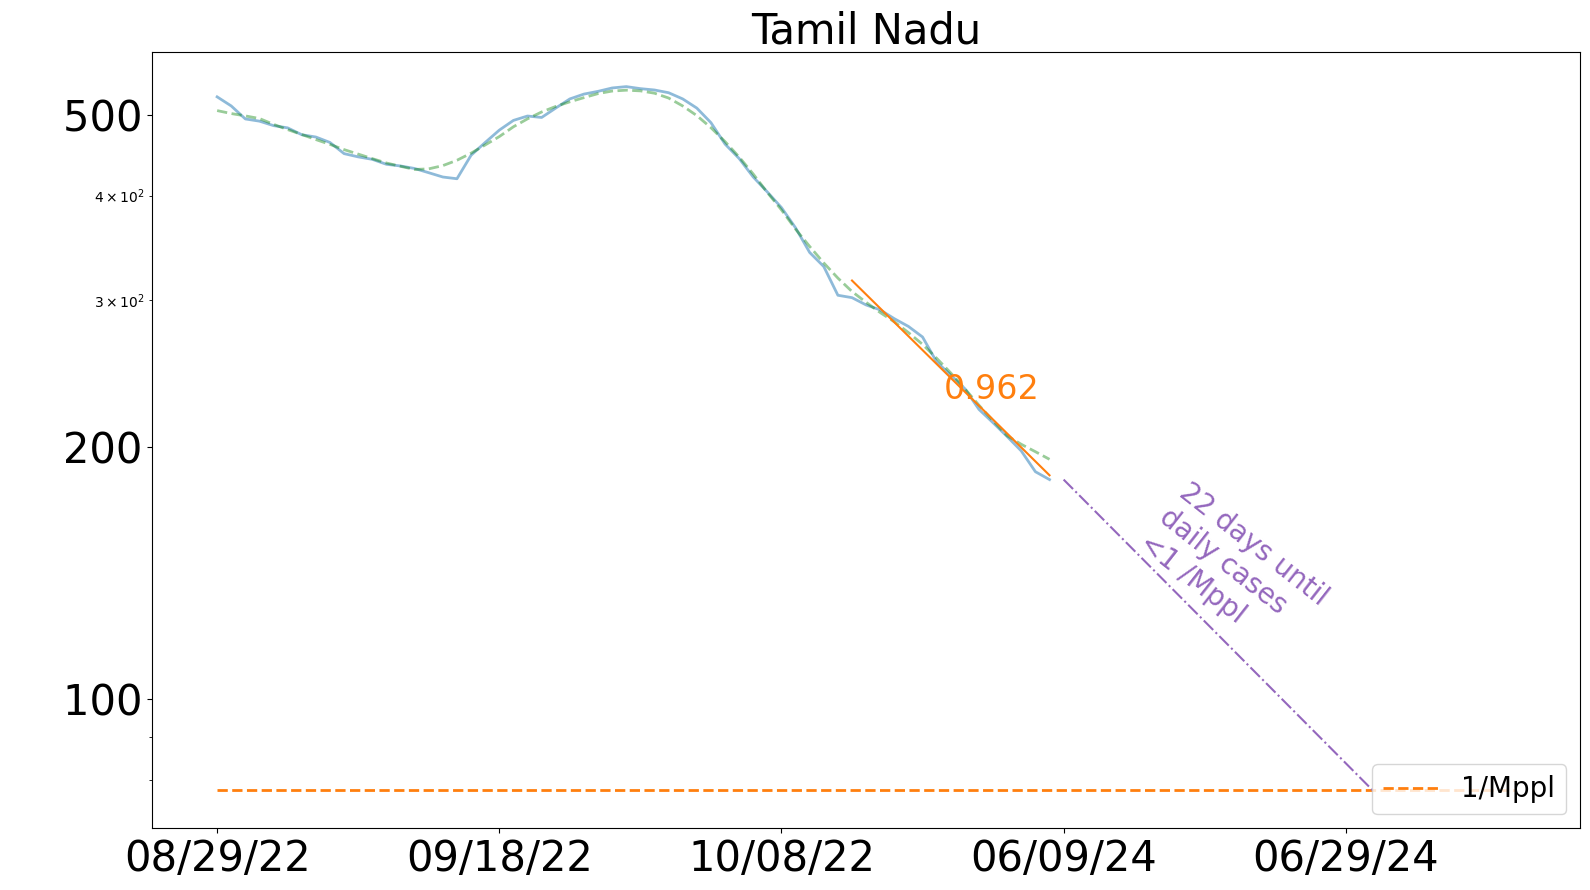 Tamil Nadu
500
4 × 10²
3 × 10²
200
100
0.962
22 days until
daily cases
<1 /Mppl
1/Mppl
08/29/22 09/18/22 10/08/22 06/09/24 06/29/24